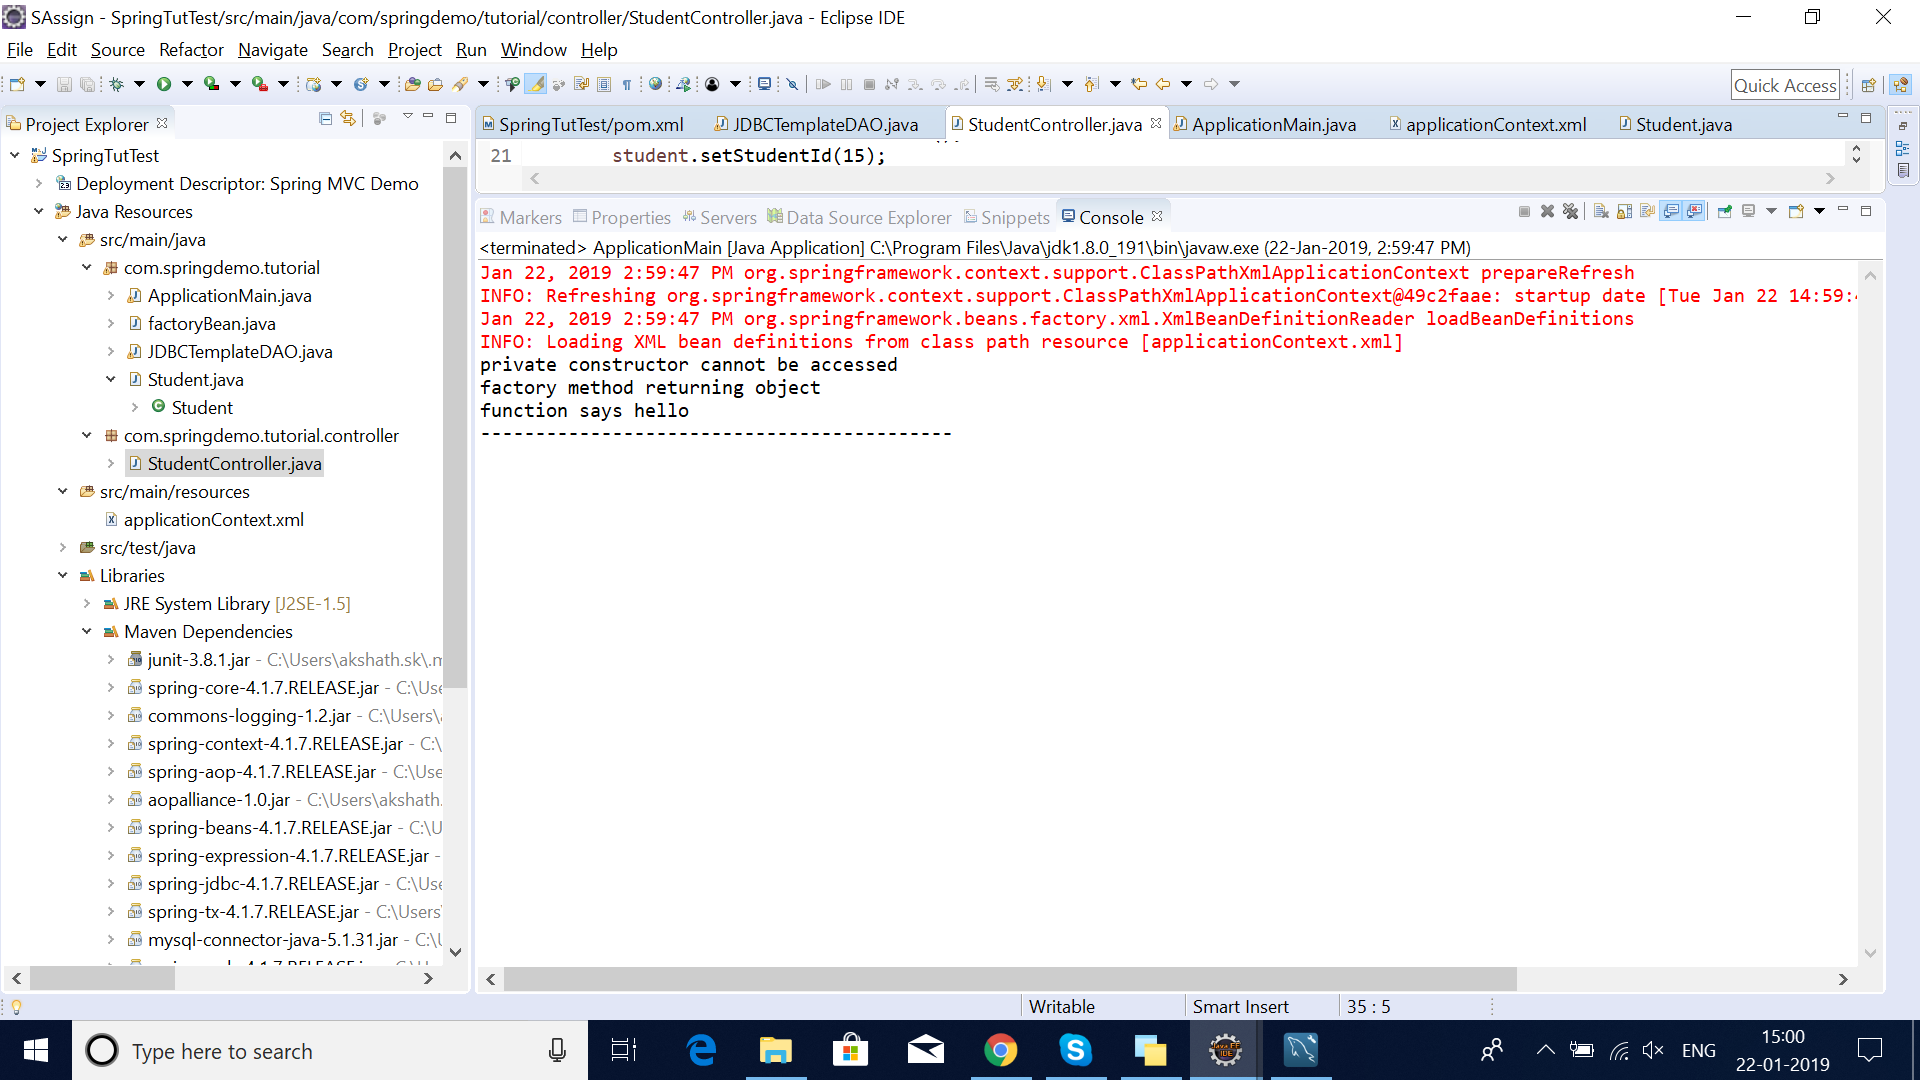 SAssign - SpringTutTest/src/main/java/com/springdemo/tutorial/controller/StudentController.java - Eclipse IDE
File Edit Source Refactor Navigate Search Project Run Window Help
Quick Access
Project Explorer
SpringTutTest
Deployment Descriptor: Spring MVC Demo
Java Resources
src/main/java
com.springdemo.tutorial
ApplicationMain.java
factoryBean.java
JDBCTemplateDAO.java
Student.java
Student
com.springdemo.tutorial.controller
StudentController.java
src/main/resources
applicationContext.xml
src/test/java
Libraries
JRE System Library [J2SE-1.5]
Maven Dependencies
junit-3.8.1.jar - C:\Users\akshath.sk\.m
spring-core-4.1.7.RELEASE.jar - C:\Use
commons-logging-1.2.jar - C:\Users\
spring-context-4.1.7.RELEASE.jar - C:\
spring-aop-4.1.7.RELEASE.jar - C:\Use
aopalliance-1.0.jar - C:\Users\akshath.
spring-beans-4.1.7.RELEASE.jar - C:\U
spring-expression-4.1.7.RELEASE.jar -
spring-jdbc-4.1.7.RELEASE.jar - C:\Use
spring-tx-4.1.7.RELEASE.jar - C:\Users
mysql-connector-java-5.1.31.jar - C:\U
SpringTutTest/pom.xml JDBCTemplateDAO.java StudentController.java ApplicationMain.java applicationContext.xml Student.java
21 student.setStudentId(15);
Markers Properties Servers Data Source Explorer Snippets Console
<terminated> ApplicationMain [Java Application] C:\Program Files\Java\jdk1.8.0_191\bin\javaw.exe (22-Jan-2019, 2:59:47 PM)
Jan 22, 2019 2:59:47 PM org.springframework.context.support.ClassPathXmlApplicationContext prepareRefresh
INFO: Refreshing org.springframework.context.support.ClassPathXmlApplicationContext@49c2faae: startup date [Tue Jan 22 14:59:4
Jan 22, 2019 2:59:47 PM org.springframework.beans.factory.xml.XmlBeanDefinitionReader loadBeanDefinitions
INFO: Loading XML bean definitions from class path resource [applicationContext.xml]
private constructor cannot be accessed
factory method returning object
function says hello
-------------------------------------------
Writable Smart Insert 35 : 5
Type here to search
ENG
15:00
22-01-2019